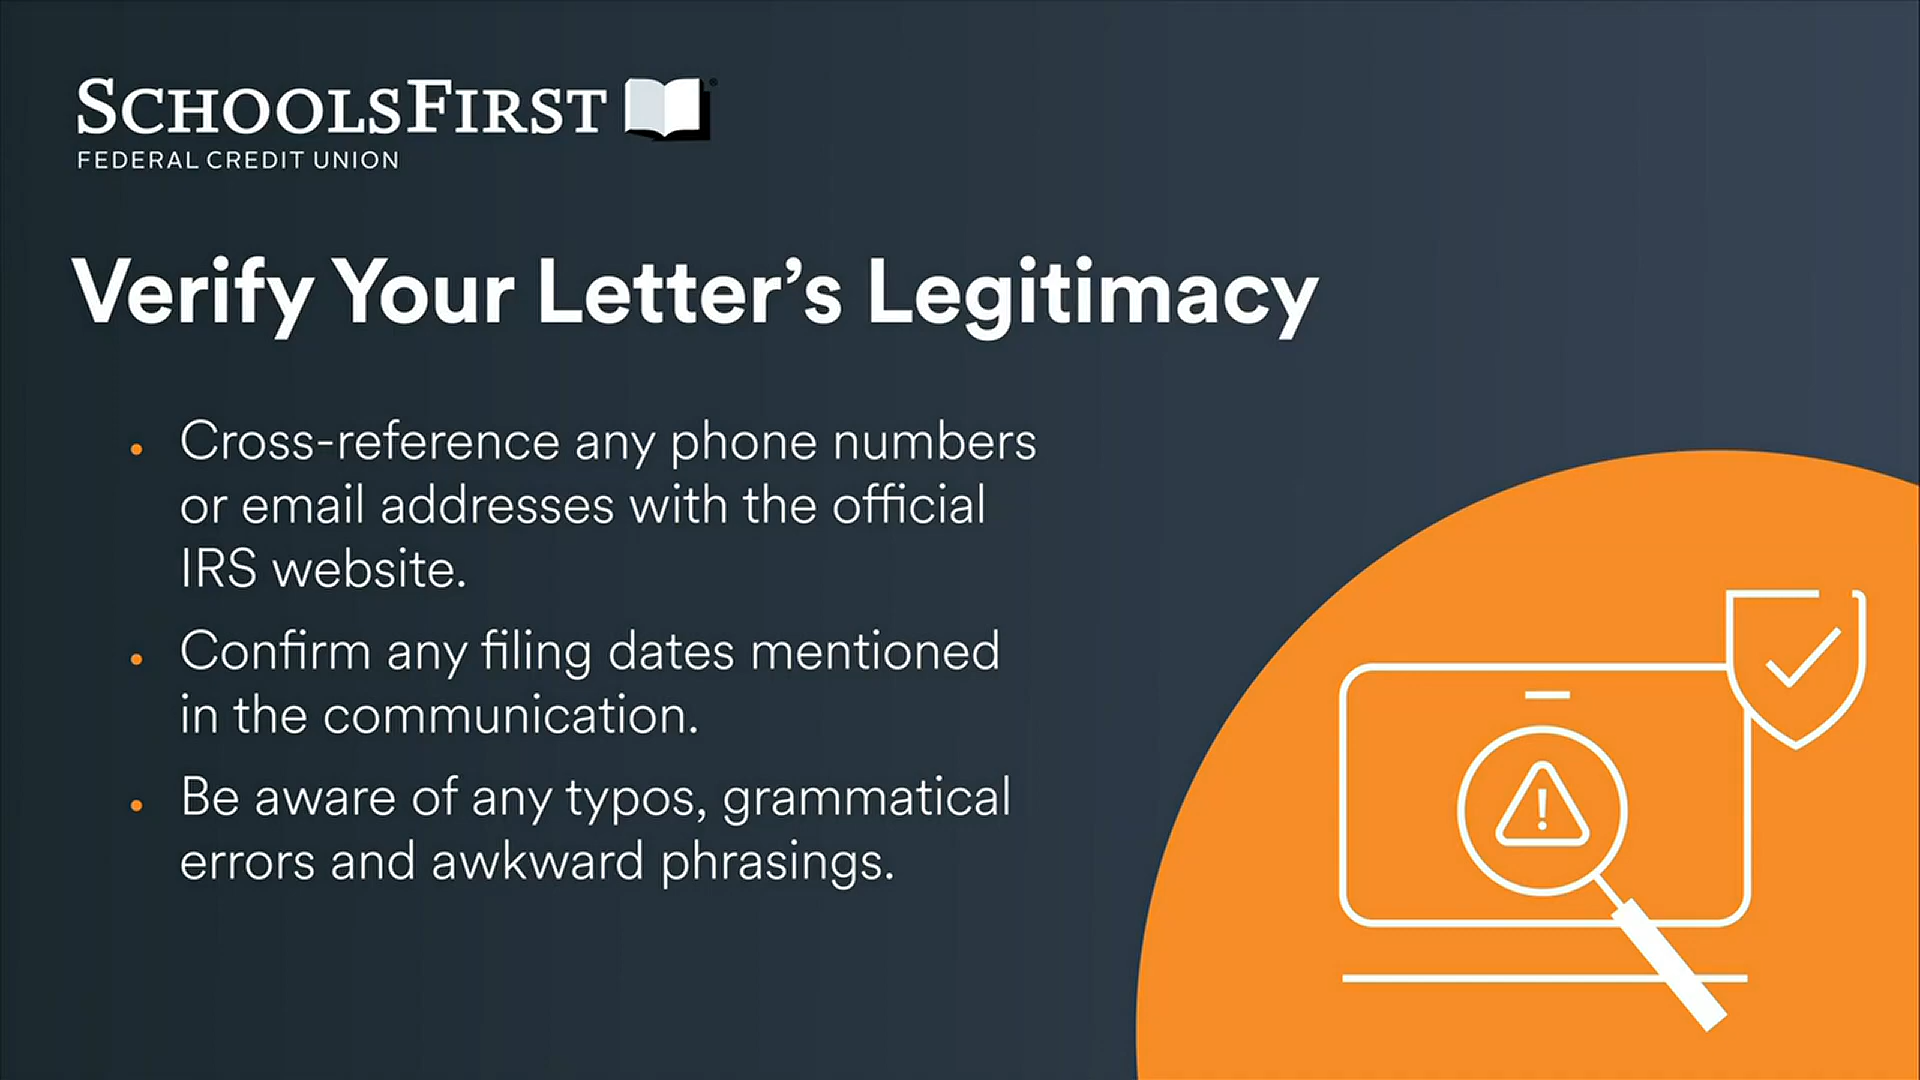 SCHOOLSFIRST
FEDERAL CREDIT UNION
Verify Your Letter’s Legitimacy
• Cross-reference any phone numbers
or email addresses with the official
IRS website.
• Confirm any filing dates mentioned
in the communication.
• Be aware of any typos, grammatical
errors and awkward phrasings.